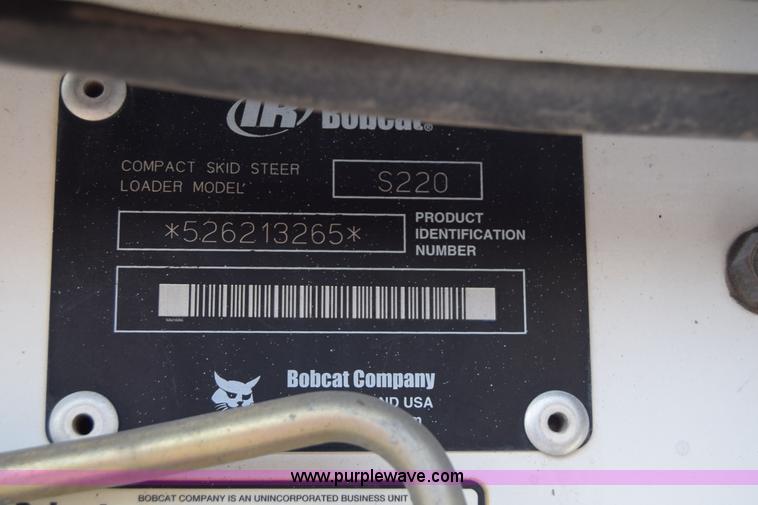 IR Bobcat®
COMPACT SKID STEER
LOADER MODEL S220
*526213265*
PRODUCT
IDENTIFICATION
NUMBER
Bobcat Company
USA
www.purplewave.com
BOBCAT COMPANY IS AN UNINCORPORATED BUSINESS UNIT